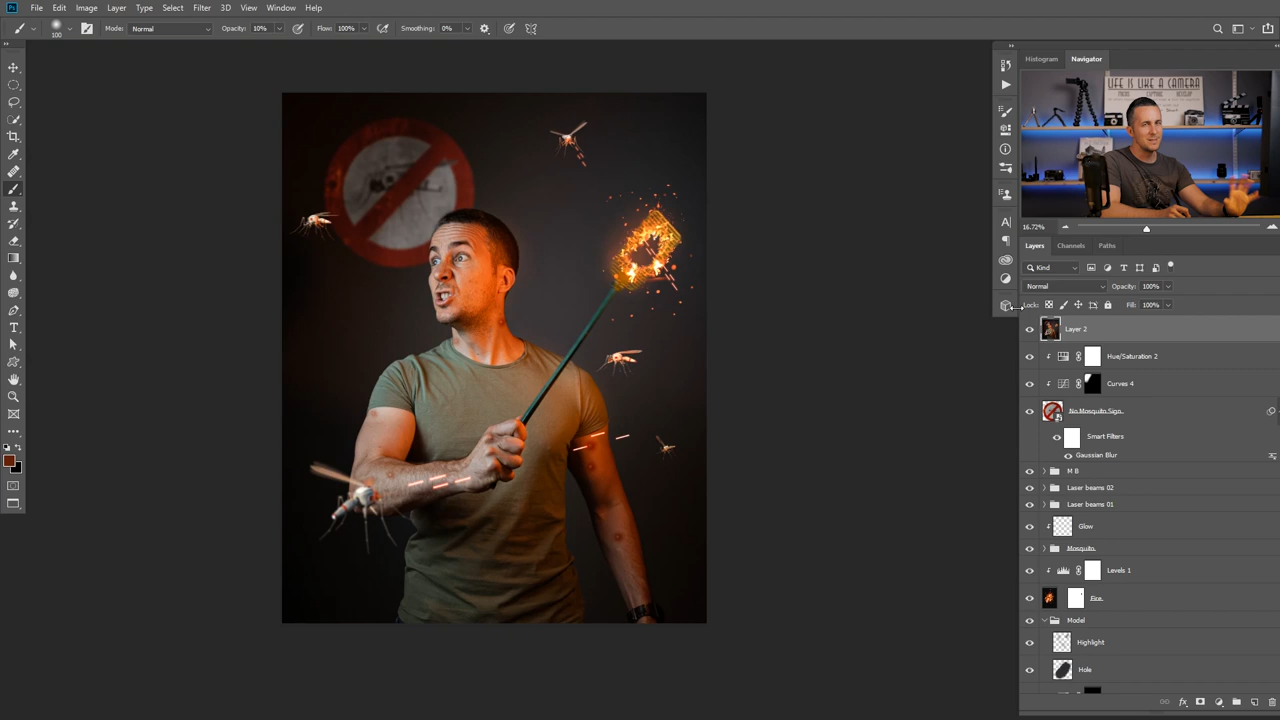 Ps File Edit Image Layer Type Select Filter 3D View Window Help
100 Mode: Normal Opacity: 10% Flow: 100% Smoothing: 0%
Histogram Navigator
LIFE IS LIKE A CAMERA
16.72%
Layers Channels Paths
Kind
Normal Opacity: 100%
Lock: Fill: 100%
Layer 2
Hue/Saturation 2
Curves 4
No Mosquito Sign
Smart Filters
Gaussian Blur
M B
Laser beams 02
Laser beams 01
Glow
Mosquito
Levels 1
Fire
Model
Highlight
Hole